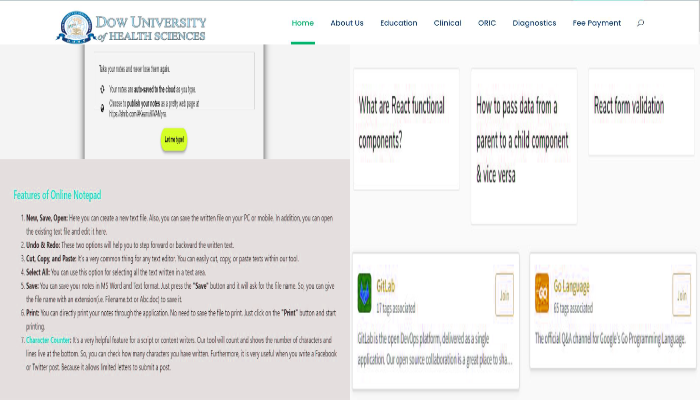 DOW UNIVERSITY
of HEALTH SCIENCES
Home About Us Education Clinical ORIC Diagnostics Fee Payment
Take your notes and never lose them again.
Your notes are auto-saved to the cloud as you type.
Choose to publish your notes as a pretty web page at
Let me type!
Features of Online Notepad
1. New, Save, Open: Here you can create a new text file. Also, you can save the written file on your PC or mobile. In addition, you can open
the existing text file and edit it here.
2. Undo & Redo: These two options will help you to step forward or backward the written text.
3. Cut, Copy, and Paste: It's a very common thing for any text editor. You can easily cut, copy, or paste texts within our tool.
4. Select All: You can use this option for selecting all the text written in a text area.
5. Save: You can save your notes in MS Word and Text format. Just press the "Save" button and it will ask for the file name. So, you can give
the file name with an extension(i.e. Filename.txt or Abc.doc) to save it.
6. Print: You can directly print your notes through the application. No need to save the file to print. Just click on the "Print" button and start
printing.
7. Character Counter: It's a very helpful feature for a script or content writers. Our tool will count and shows the number of characters and
lines live at the bottom. So, you can check how many characters you have written. Furthermore, it is very useful when you write a Facebook
or Twitter post. Because it allows limited letters to submit a post.
What are React functional
components?
How to pass data from a
parent to a child component
& vice versa
React form validation
GitLab
17 tags associated
Join
GitLab is the open DevOps platform, delivered as a single
application. Our open source collaboration is a great place to sha...
Go Language
65 tags associated
Join
The official Q&A channel for Google's Go Programming Language.